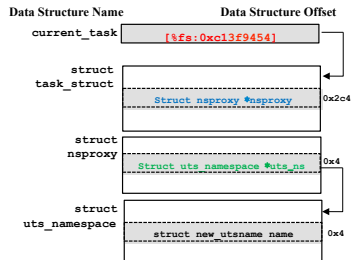 Data Structure Name Data Structure Offset
current_task [%fs:0xc13f9454]
struct
task_struct
Struct nsproxy *nsproxy 0x2c4
struct
nsproxy
Struct uts_namespace *uts_ns 0x4
struct
uts_namespace
struct new_utsname name 0x4